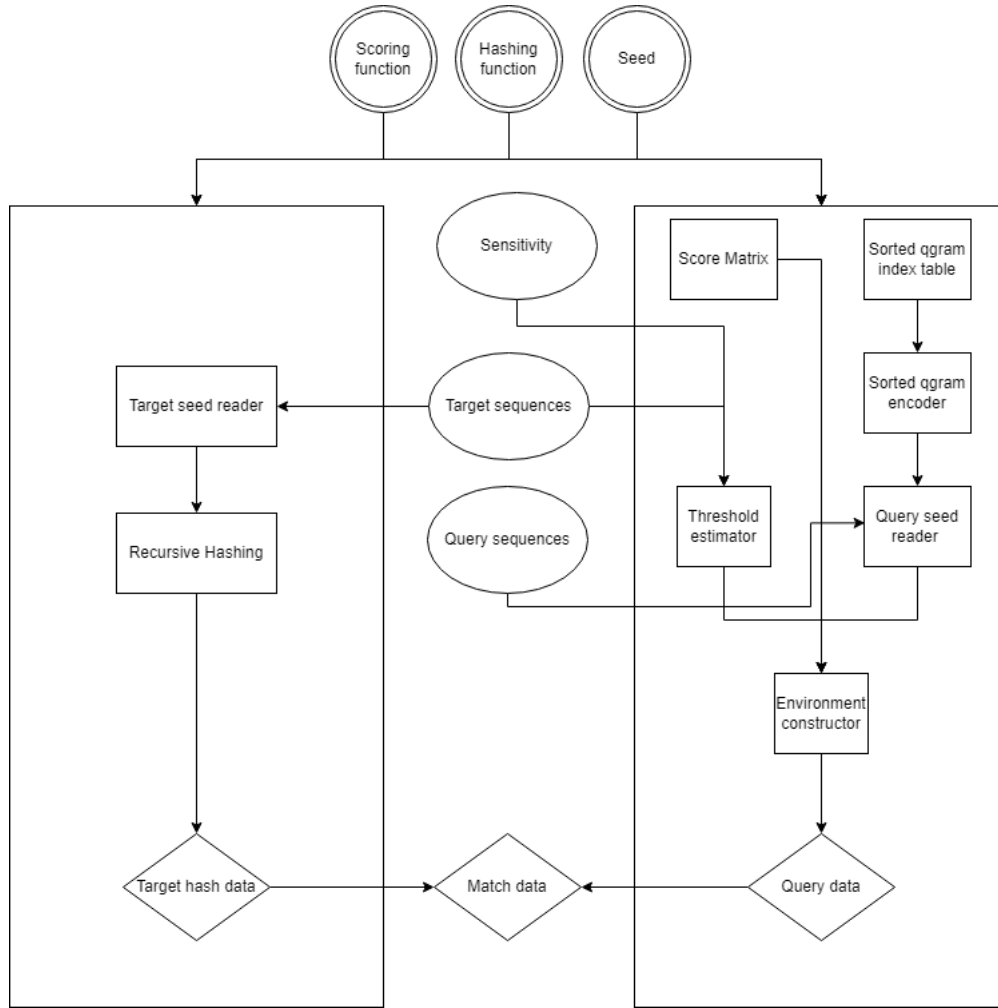 Scoring
function
Hashing
function
Seed
Sensitivity
Score Matrix
Sorted qgram
index table
Target seed reader
Target sequences
Sorted qgram
encoder
Recursive Hashing
Query sequences
Threshold
estimator
Query seed
reader
Environment
constructor
Target hash data
Match data
Query data